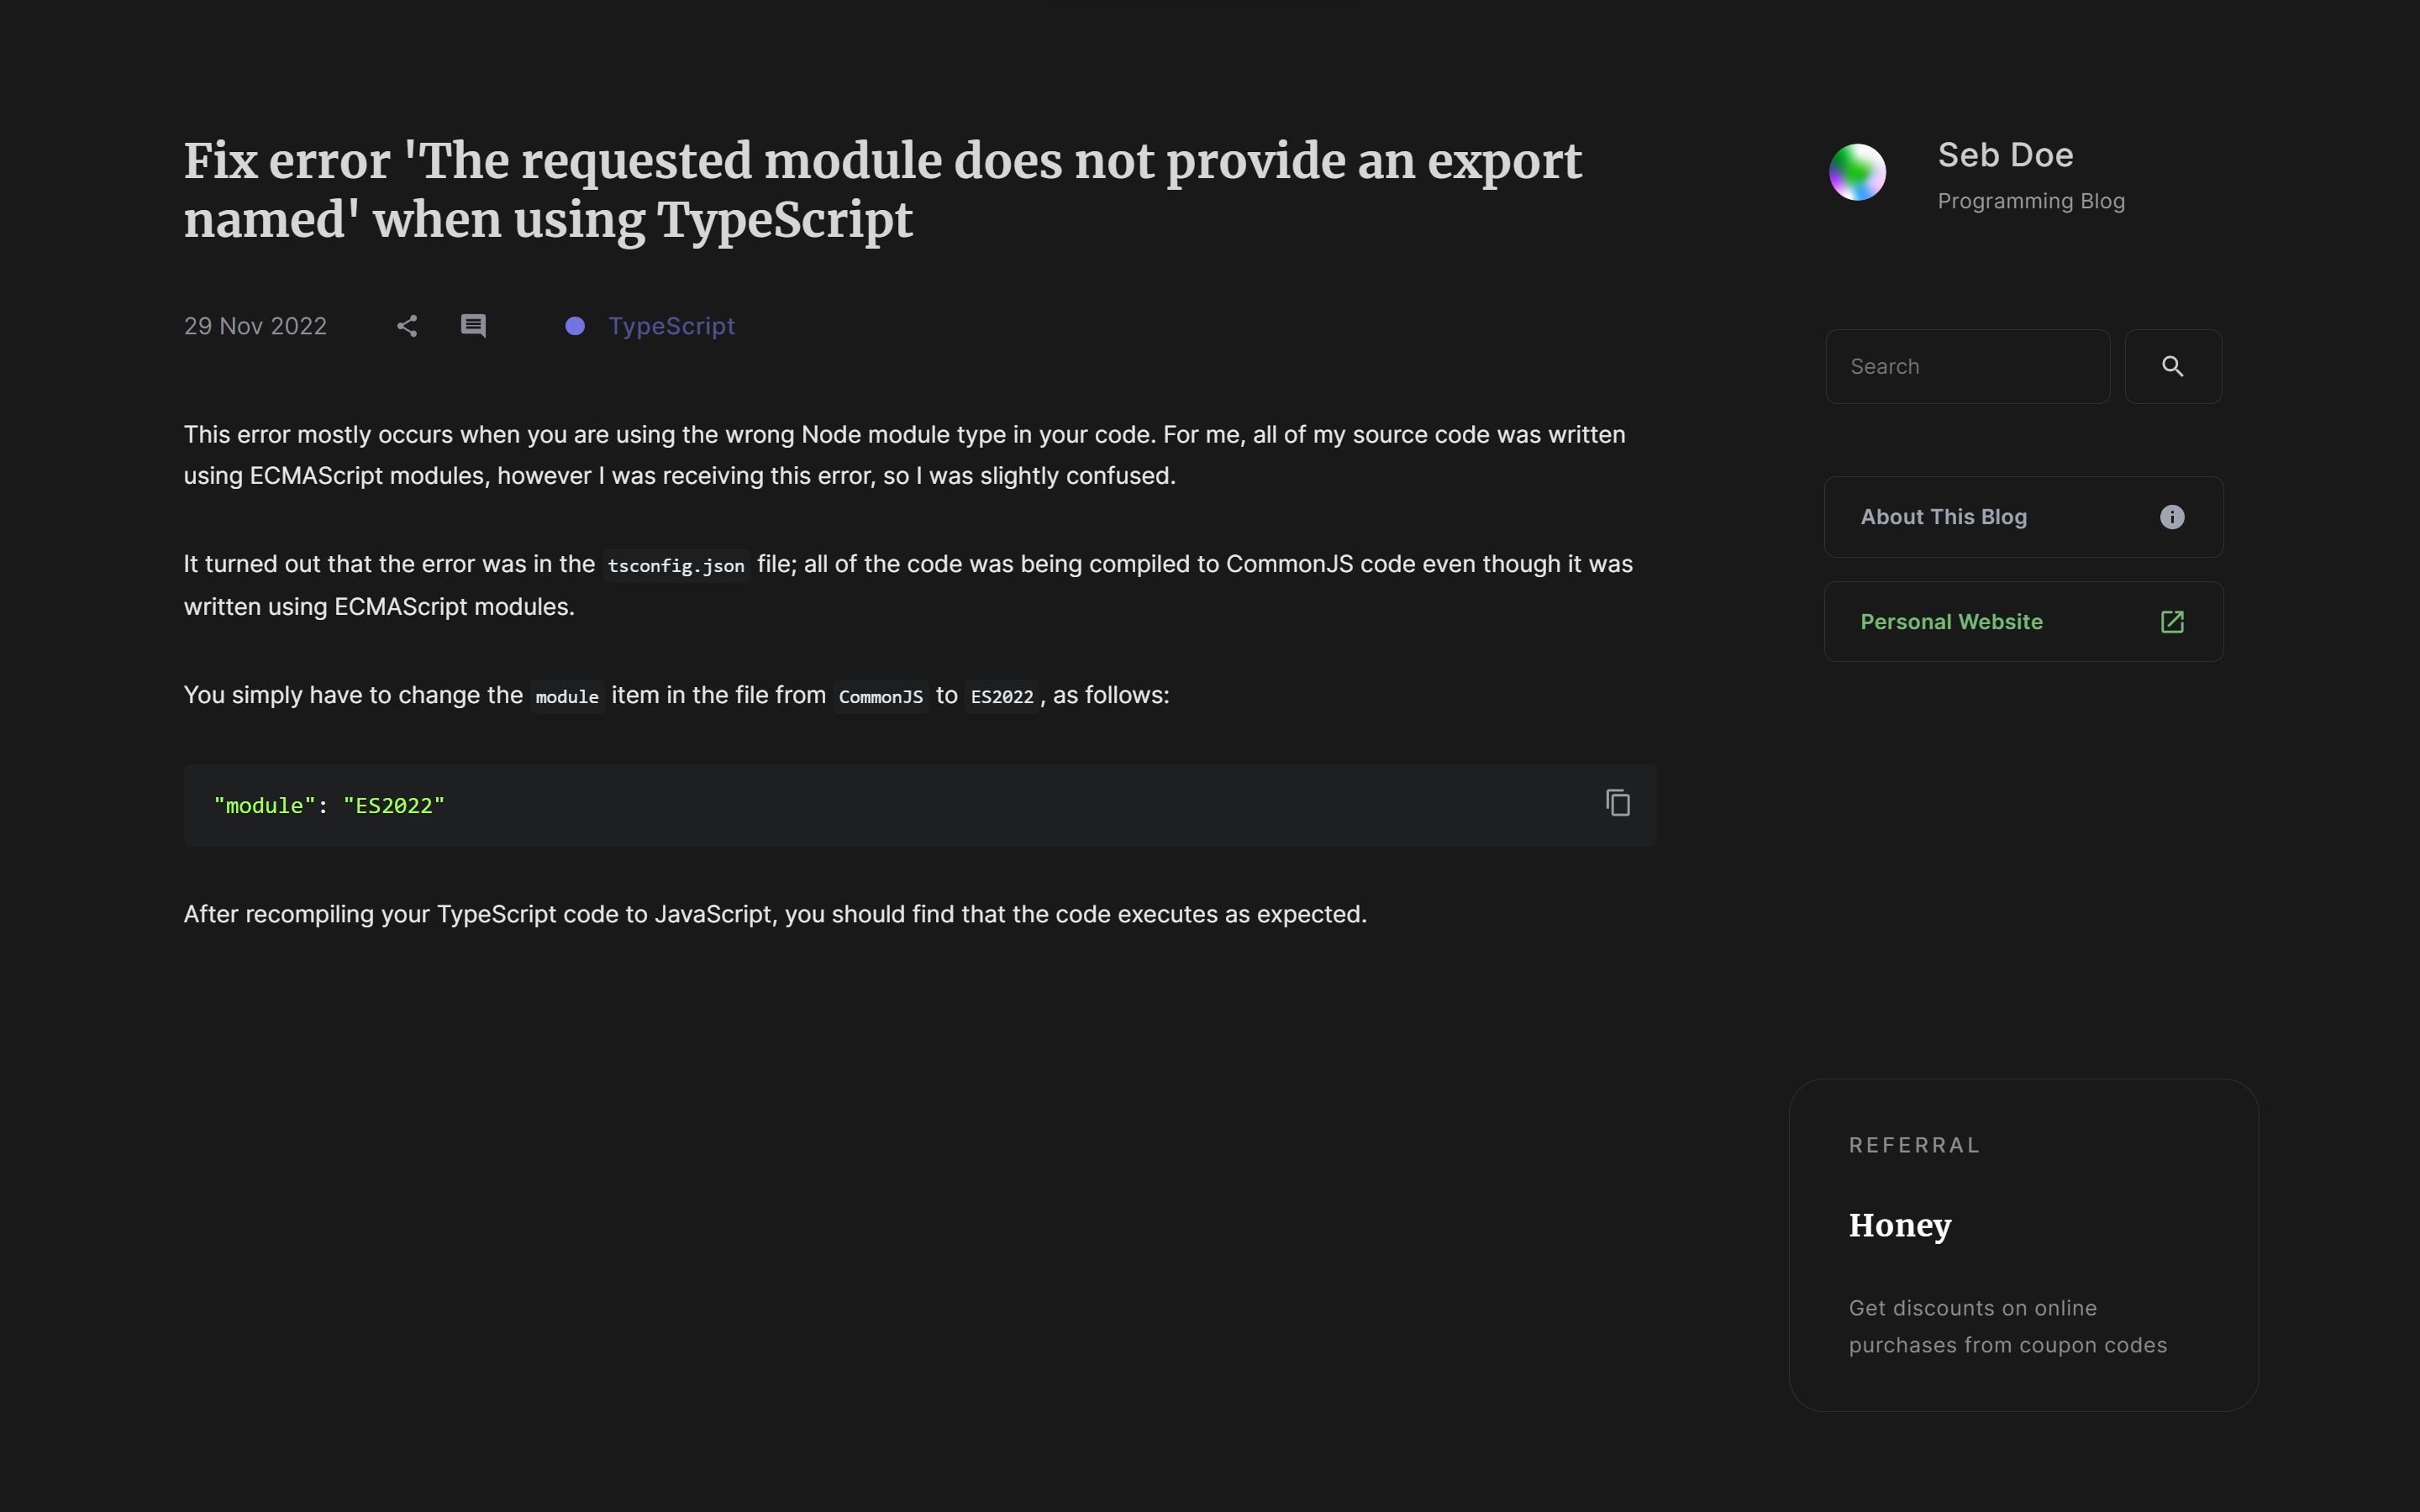 Fix error 'The requested module does not provide an export
named' when using TypeScript
29 Nov 2022
TypeScript
This error mostly occurs when you are using the wrong Node module type in your code. For me, all of my source code was written
using ECMAScript modules, however I was receiving this error, so I was slightly confused.
It turned out that the error was in the tsconfig.json file; all of the code was being compiled to CommonJS code even though it was
written using ECMAScript modules.
You simply have to change the module item in the file from CommonJS to ES2022, as follows:
"module": "ES2022"
After recompiling your TypeScript code to JavaScript, you should find that the code executes as expected.
Seb Doe
Programming Blog
Search
About This Blog
Personal Website
REFERRAL
Honey
Get discounts on online
purchases from coupon codes